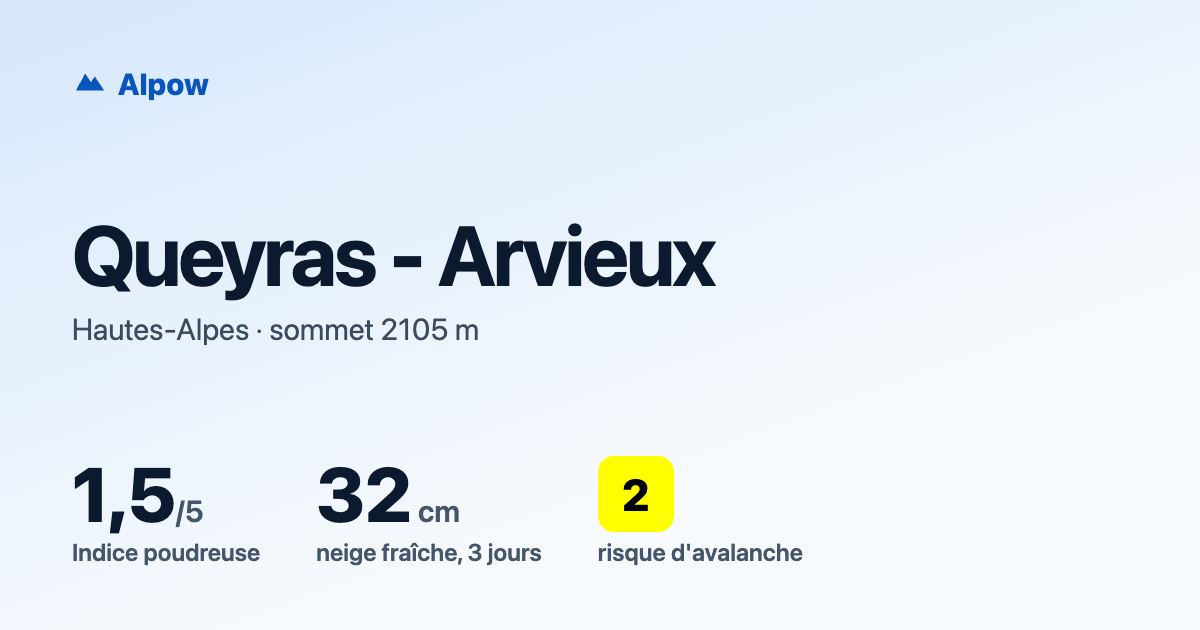 Alpow
Queyras - Arvieux
Hautes-Alpes · sommet 2105 m
1,5/5
Indice poudreuse
32 cm
neige fraîche, 3 jours
2
risque d'avalanche